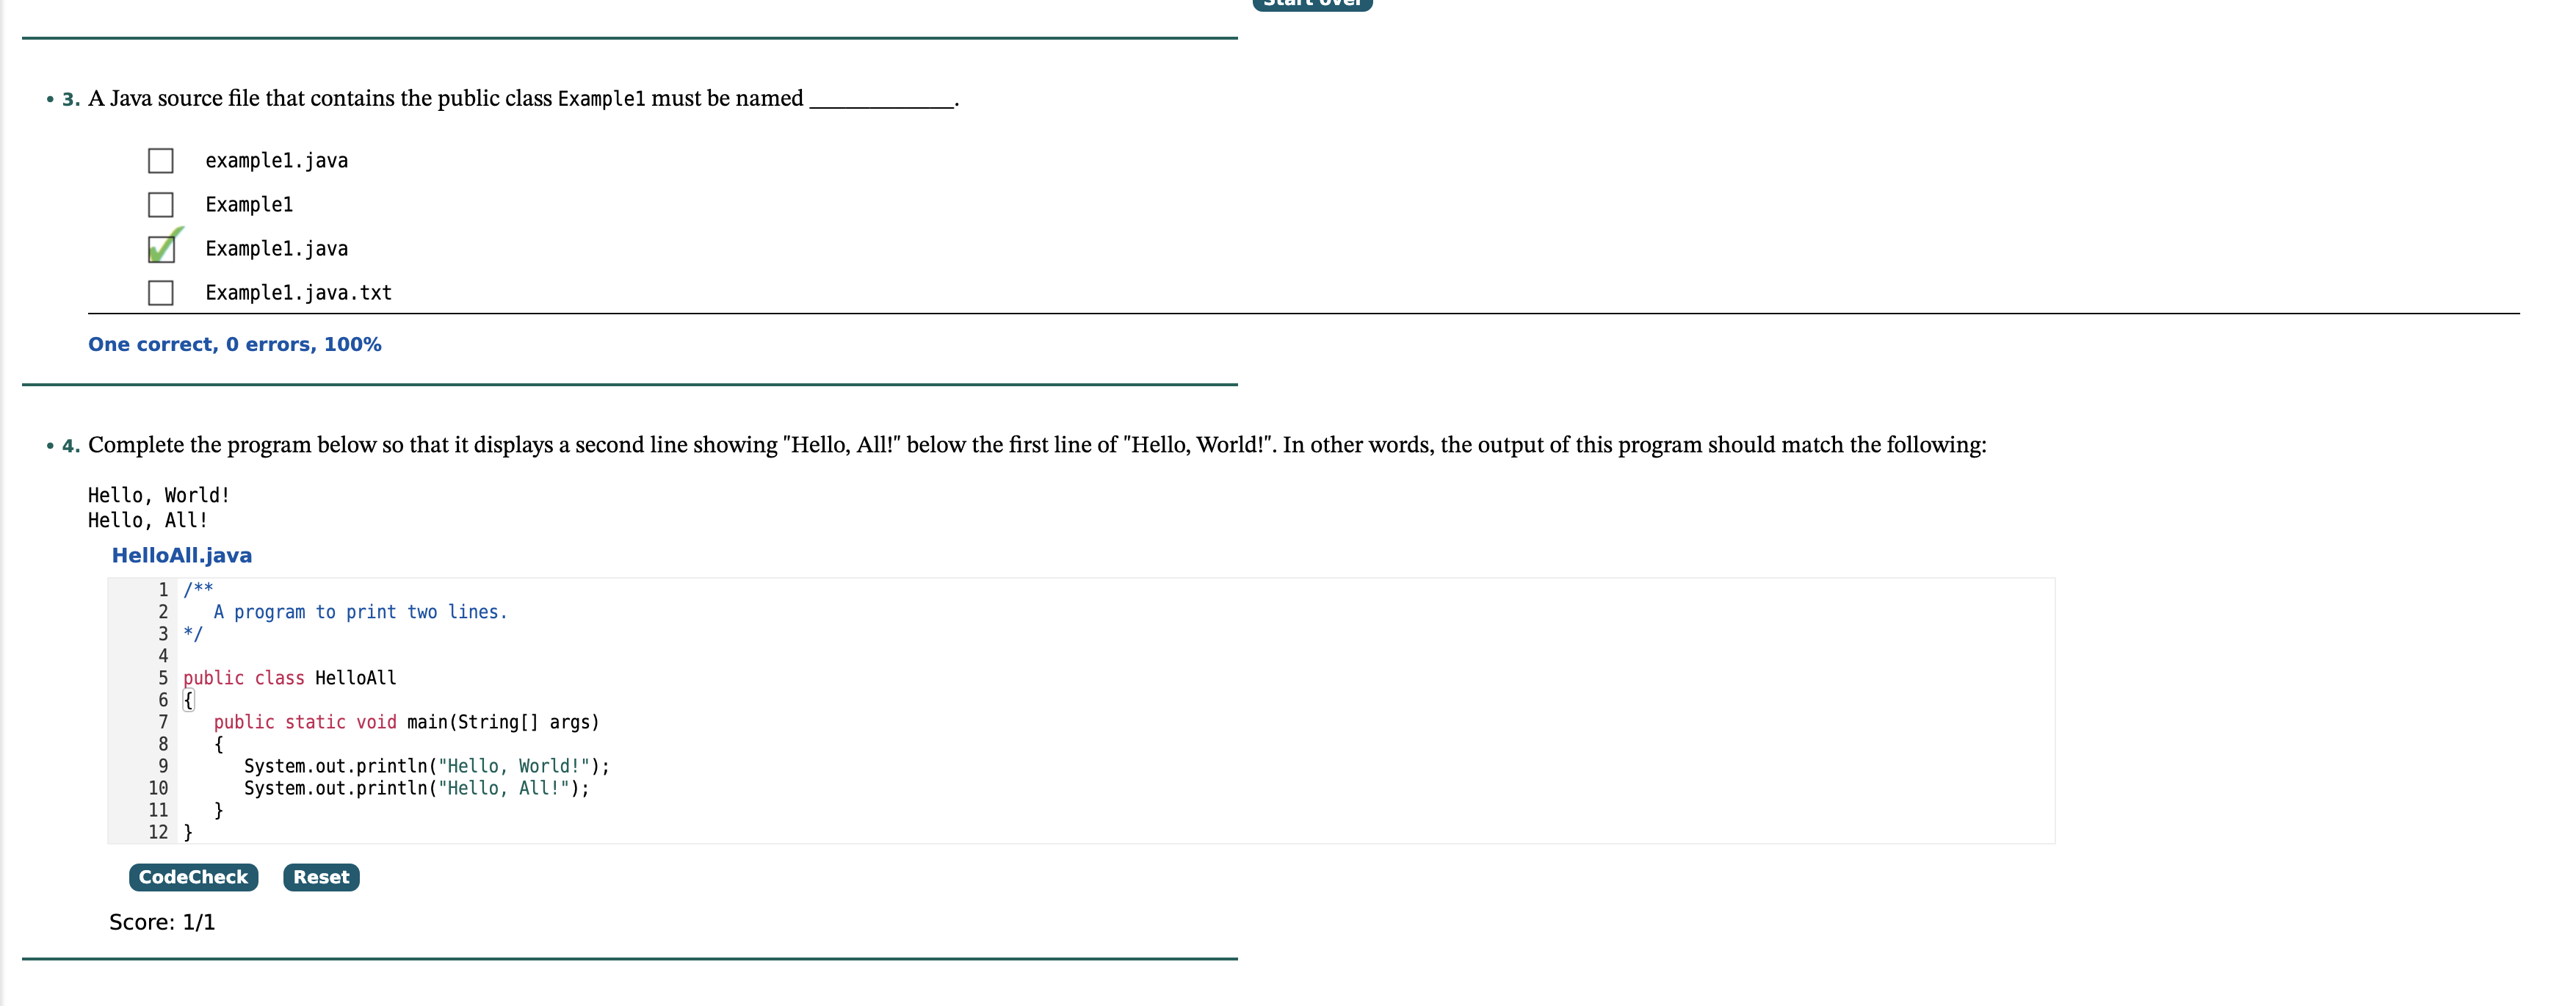 Start over
• 3. A Java source file that contains the public class Example1 must be named ____________.
example1.java
Example1
Example1.java
Example1.java.txt
One correct, 0 errors, 100%
• 4. Complete the program below so that it displays a second line showing "Hello, All!" below the first line of "Hello, World!". In other words, the output of this program should match the following:
Hello, World!
Hello, All!
HelloAll.java
1 /**
2    A program to print two lines.
3 */
4
5 public class HelloAll
6 {
7    public static void main(String[] args)
8    {
9       System.out.println("Hello, World!");
10       System.out.println("Hello, All!");
11    }
12 }
CodeCheck Reset
Score: 1/1